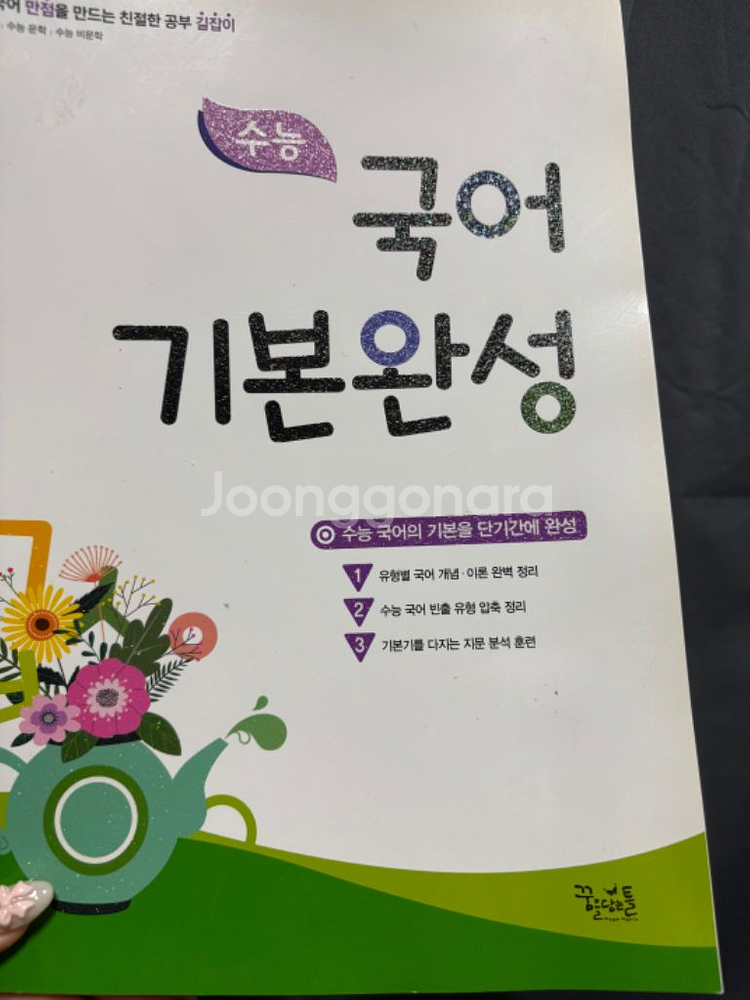 국어 만점을 만드는 친절한 공부 길잡이
수능 문학 수능 비문학
수능
국어
기본완성
Joonggonara
수능 국어의 기본을 단기간에 완성
1 유형별 국어 개념·이론 완벽 정리
2 수능 국어 빈출 유형 압축 정리
3 기본기를 다지는 지문 분석 훈련
꿈을담는틀